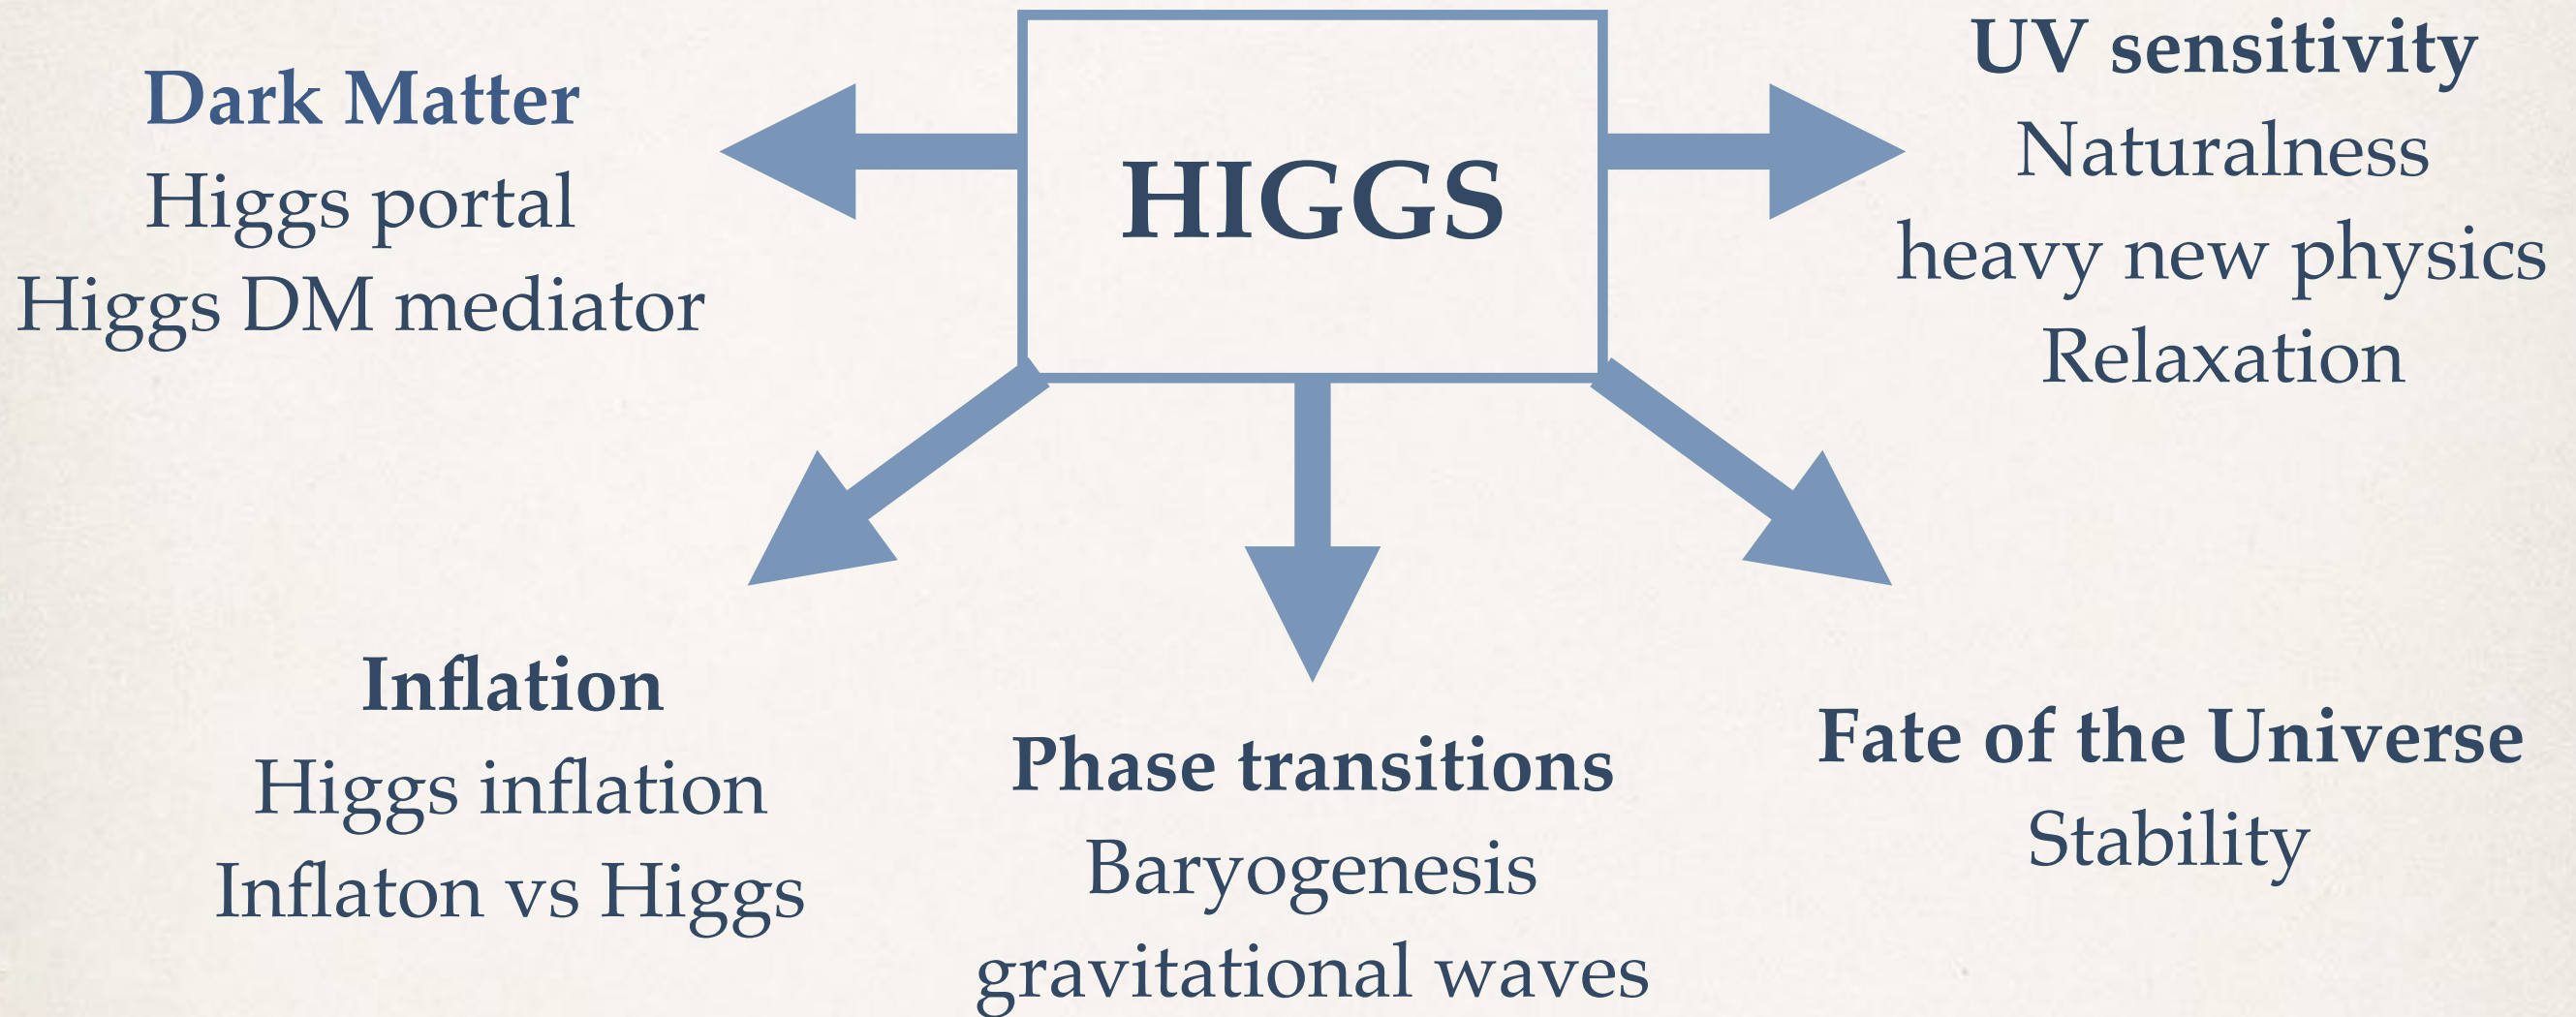 HIGGS
Dark Matter
Higgs portal
Higgs DM mediator
UV sensitivity
Naturalness
heavy new physics
Relaxation
Inflation
Higgs inflation
Inflaton vs Higgs
Phase transitions
Baryogenesis
gravitational waves
Fate of the Universe
Stability